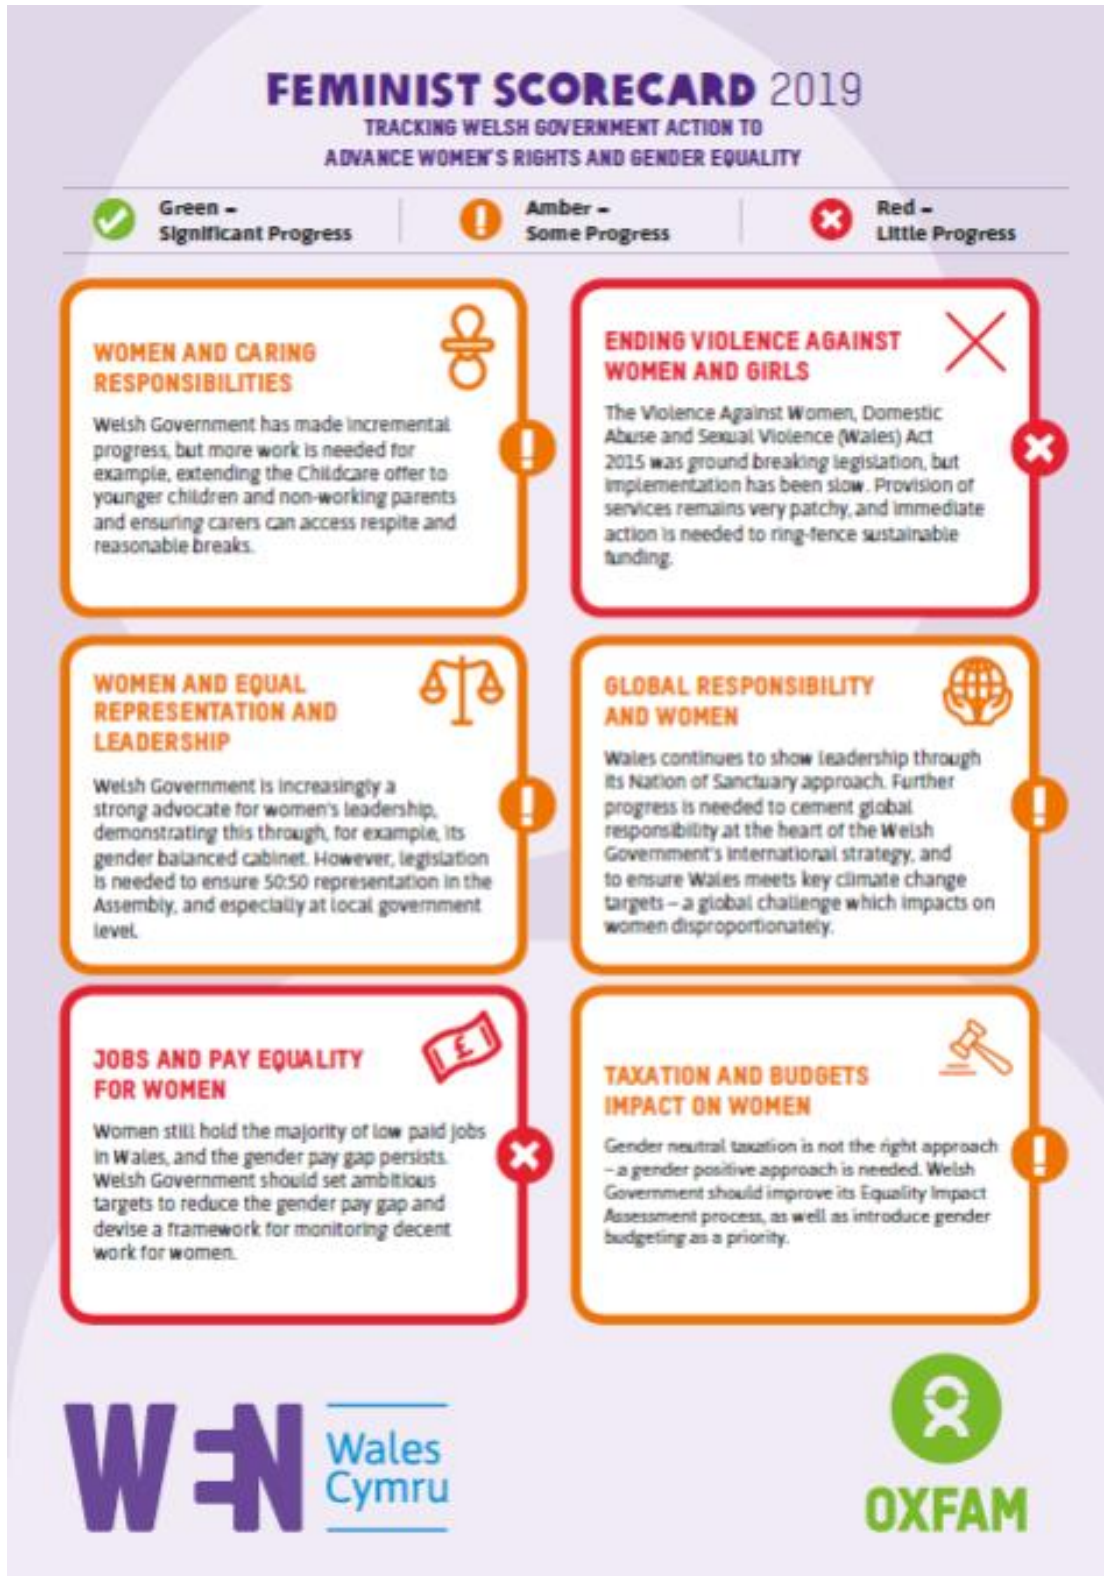 FEMINIST SCORECARD 2019
TRACKING WELSH GOVERNMENT ACTION TO
ADVANCE WOMEN'S RIGHTS AND GENDER EQUALITY
Green –
Significant Progress
Amber –
Some Progress
Red –
Little Progress
WOMEN AND CARING
RESPONSIBILITIES
Welsh Government has made incremental
progress, but more work is needed for
example, extending the Childcare offer to
younger children and non-working parents
and ensuring carers can access respite and
reasonable breaks.
ENDING VIOLENCE AGAINST
WOMEN AND GIRLS
The Violence Against Women, Domestic
Abuse and Sexual Violence (Wales) Act
2015 was ground breaking legislation, but
implementation has been slow. Provision of
services remains very patchy, and immediate
action is needed to ring-fence sustainable
funding.
WOMEN AND EQUAL
REPRESENTATION AND
LEADERSHIP
Welsh Government is increasingly a
strong advocate for women's leadership,
demonstrating this through, for example, its
gender balanced cabinet. However, legislation
is needed to ensure 50:50 representation in the
Assembly, and especially at local government
level.
GLOBAL RESPONSIBILITY
AND WOMEN
Wales continues to show leadership through
its Nation of Sanctuary approach. Further
progress is needed to cement global
responsibility at the heart of the Welsh
Government's international strategy, and
to ensure Wales meets key climate change
targets – a global challenge which impacts on
women disproportionately.
JOBS AND PAY EQUALITY
FOR WOMEN
Women still hold the majority of low paid jobs
in Wales, and the gender pay gap persists.
Welsh Government should set ambitious
targets to reduce the gender pay gap and
devise a framework for monitoring decent
work for women.
TAXATION AND BUDGETS
IMPACT ON WOMEN
Gender neutral taxation is not the right approach
– a gender positive approach is needed. Welsh
Government should improve its Equality Impact
Assessment process, as well as introduce gender
budgeting as a priority.
WEN
Wales
Cymru
OXFAM